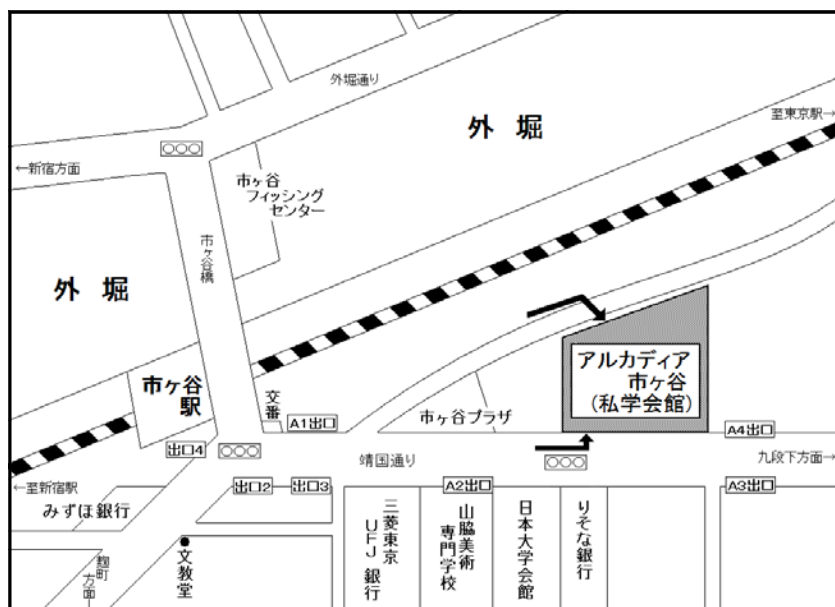 外堀通り
外　堀
至東京駅→
○○○
←新宿方面
市ヶ谷
フィッシング
センター
市ヶ谷橋
外　堀
市ヶ谷
駅
交番
A1出口
市ヶ谷プラザ
アルカディア
市ヶ谷
(私学会館)
A4出口
出口4
○○○
靖国通り
○○○
九段下方面→
←至新宿駅
みずほ銀行
出口2
出口3
A2出口
A3出口
三菱東京
UFJ 銀行
山脇美術
専門学校
日本大学会館
りそな銀行
●文教堂
麹町
方面
←